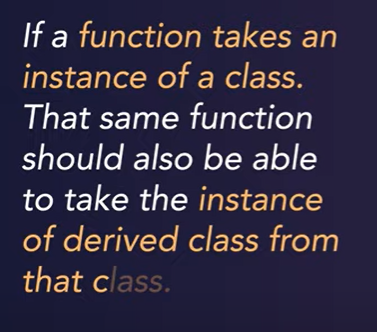 If a function takes an
instance of a class.
That same function
should also be able
to take the instance
of derived class from
that class.